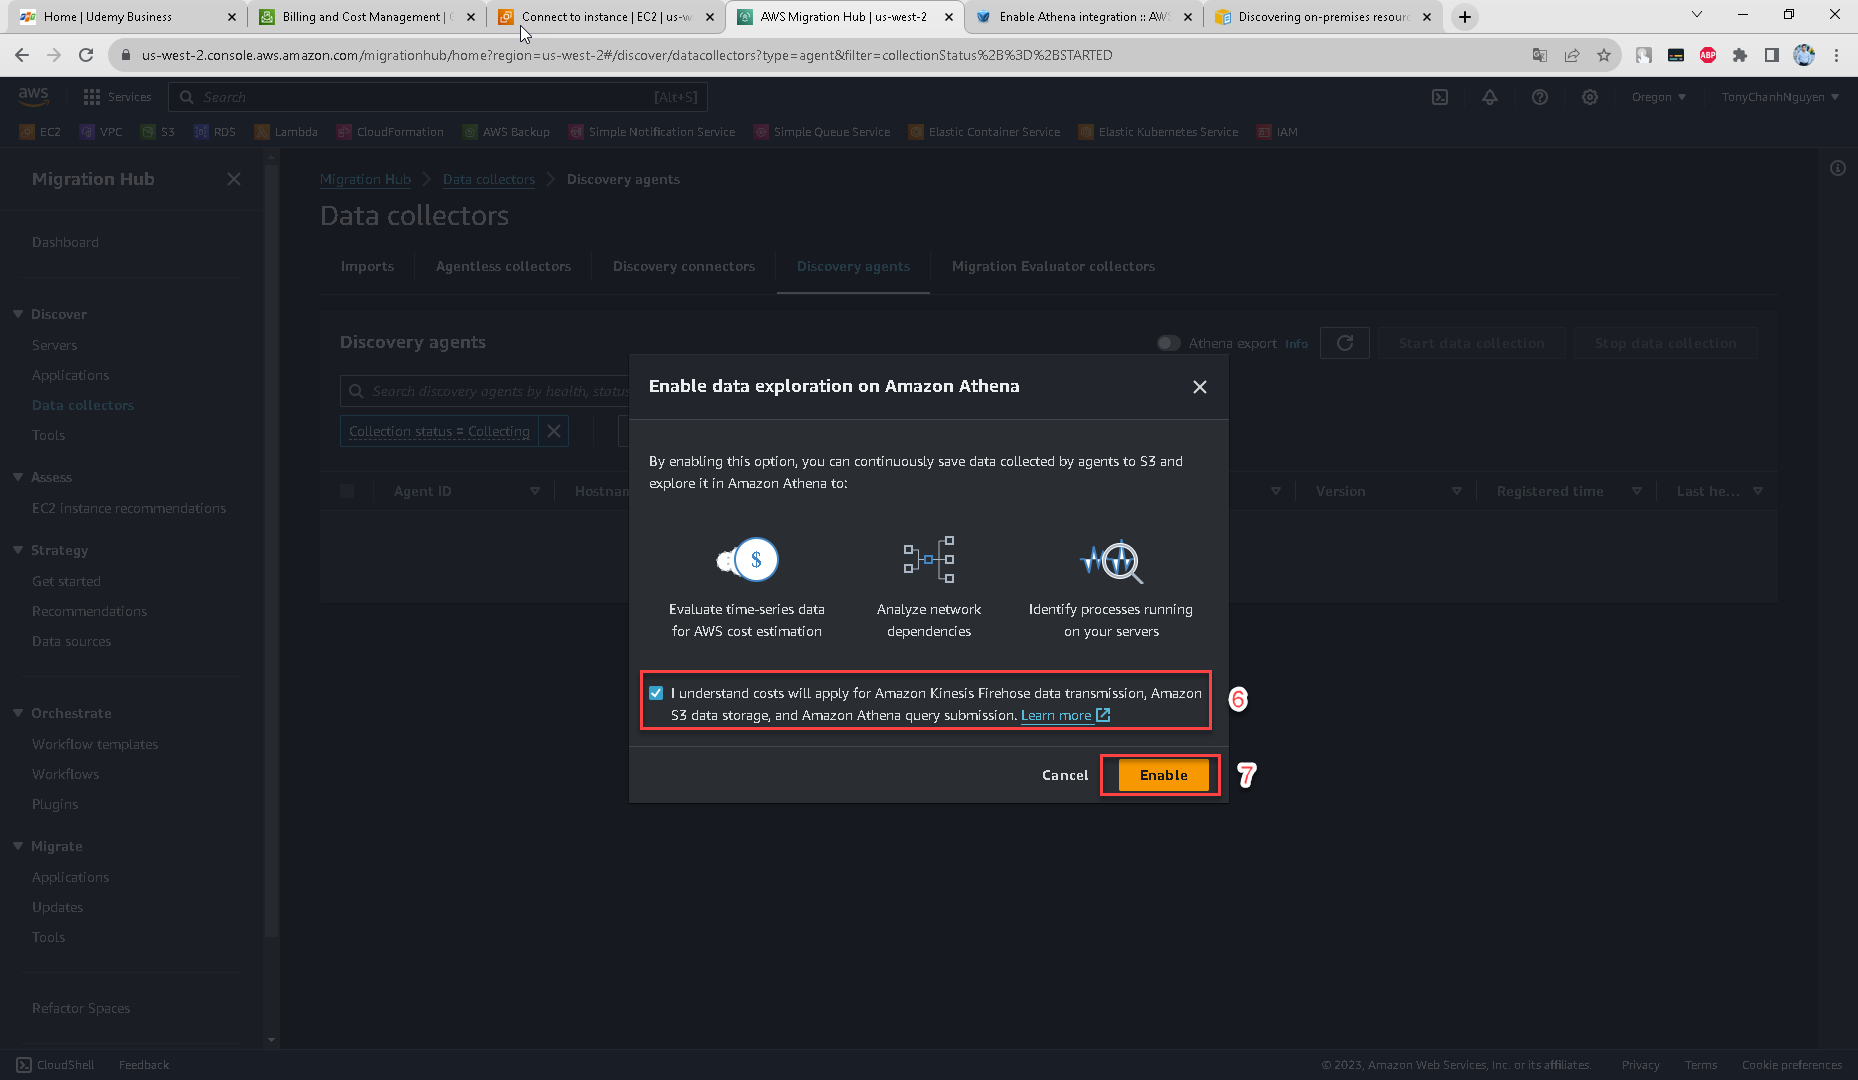 Home | Udemy Business
Billing and Cost Management |
Connect to instance | EC2 | us-w
AWS Migration Hub | us-west-2
Enable Athena integration :: AWS
Discovering on-premises resour
us-west-2.console.aws.amazon.com/migrationhub/home?region=us-west-2#/discover/datacollectors?type=agent&filter=collectionStatus%2B%3D%2BSTARTED
ABP
aws
Services
Search
[Alt+S]
Oregon
TonyChanhNguyen
EC2
VPC
S3
RDS
Lambda
CloudFormation
AWS Backup
Simple Notification Service
Simple Queue Service
Elastic Container Service
Elastic Kubernetes Service
IAM
Migration Hub
Dashboard
Discover
Servers
Applications
Data collectors
Tools
Assess
EC2 instance recommendations
Strategy
Get started
Recommendations
Data sources
Orchestrate
Workflow templates
Workflows
Plugins
Migrate
Applications
Updates
Tools
Refactor Spaces
Migration Hub
Data collectors
Discovery agents
Data collectors
Imports
Agentless collectors
Discovery connectors
Discovery agents
Migration Evaluator collectors
Discovery agents
Athena export
Info
Start data collection
Stop data collection
Search discovery agents by health, status
Collection status = Collecting
Agent ID
Hostnam
Version
Registered time
Last he...
Enable data exploration on Amazon Athena
By enabling this option, you can continuously save data collected by agents to S3 and
explore it in Amazon Athena to:
$
Evaluate time-series data
for AWS cost estimation
Analyze network
dependencies
Identify processes running
on your servers
I understand costs will apply for Amazon Kinesis Firehose data transmission, Amazon
S3 data storage, and Amazon Athena query submission. Learn more
6
Cancel
Enable
7
CloudShell
Feedback
© 2023, Amazon Web Services, Inc. or its affiliates.
Privacy
Terms
Cookie preferences